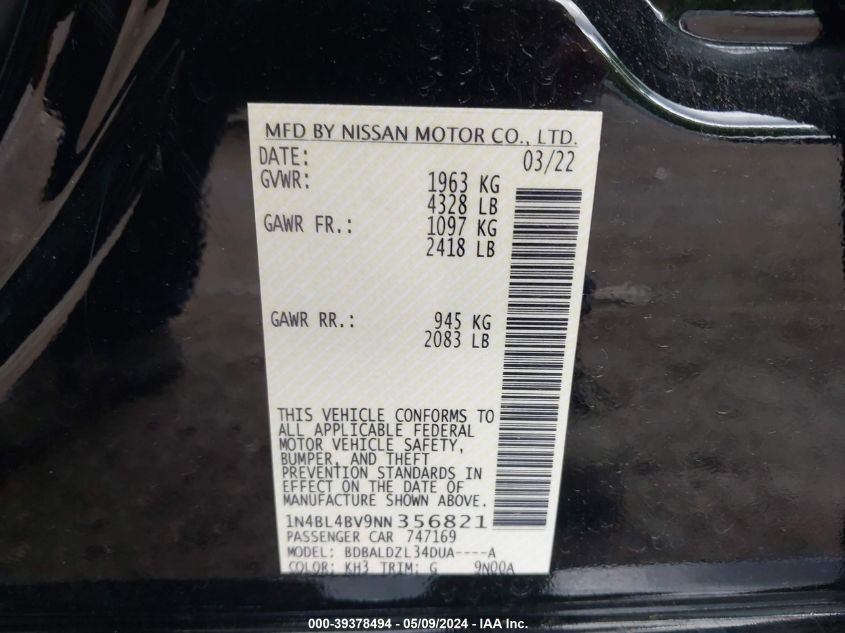 MFD BY NISSAN MOTOR CO., LTD.
DATE: 03/22
GVWR: 1963 KG
4328 LB
GAWR FR.: 1097 KG
2418 LB
GAWR RR.: 945 KG
2083 LB
THIS VEHICLE CONFORMS TO
ALL APPLICABLE FEDERAL
MOTOR VEHICLE SAFETY,
BUMPER, AND THEFT
PREVENTION STANDARDS IN
EFFECT ON THE DATE OF
MANUFACTURE SHOWN ABOVE.
1N4BL4BV9NN356821
PASSENGER CAR 747169
MODEL: BDBALDZL34DUA----A
COLOR: KH3 TRIM: G 9N00A
000-39378494 - 05/09/2024 - IAA Inc.